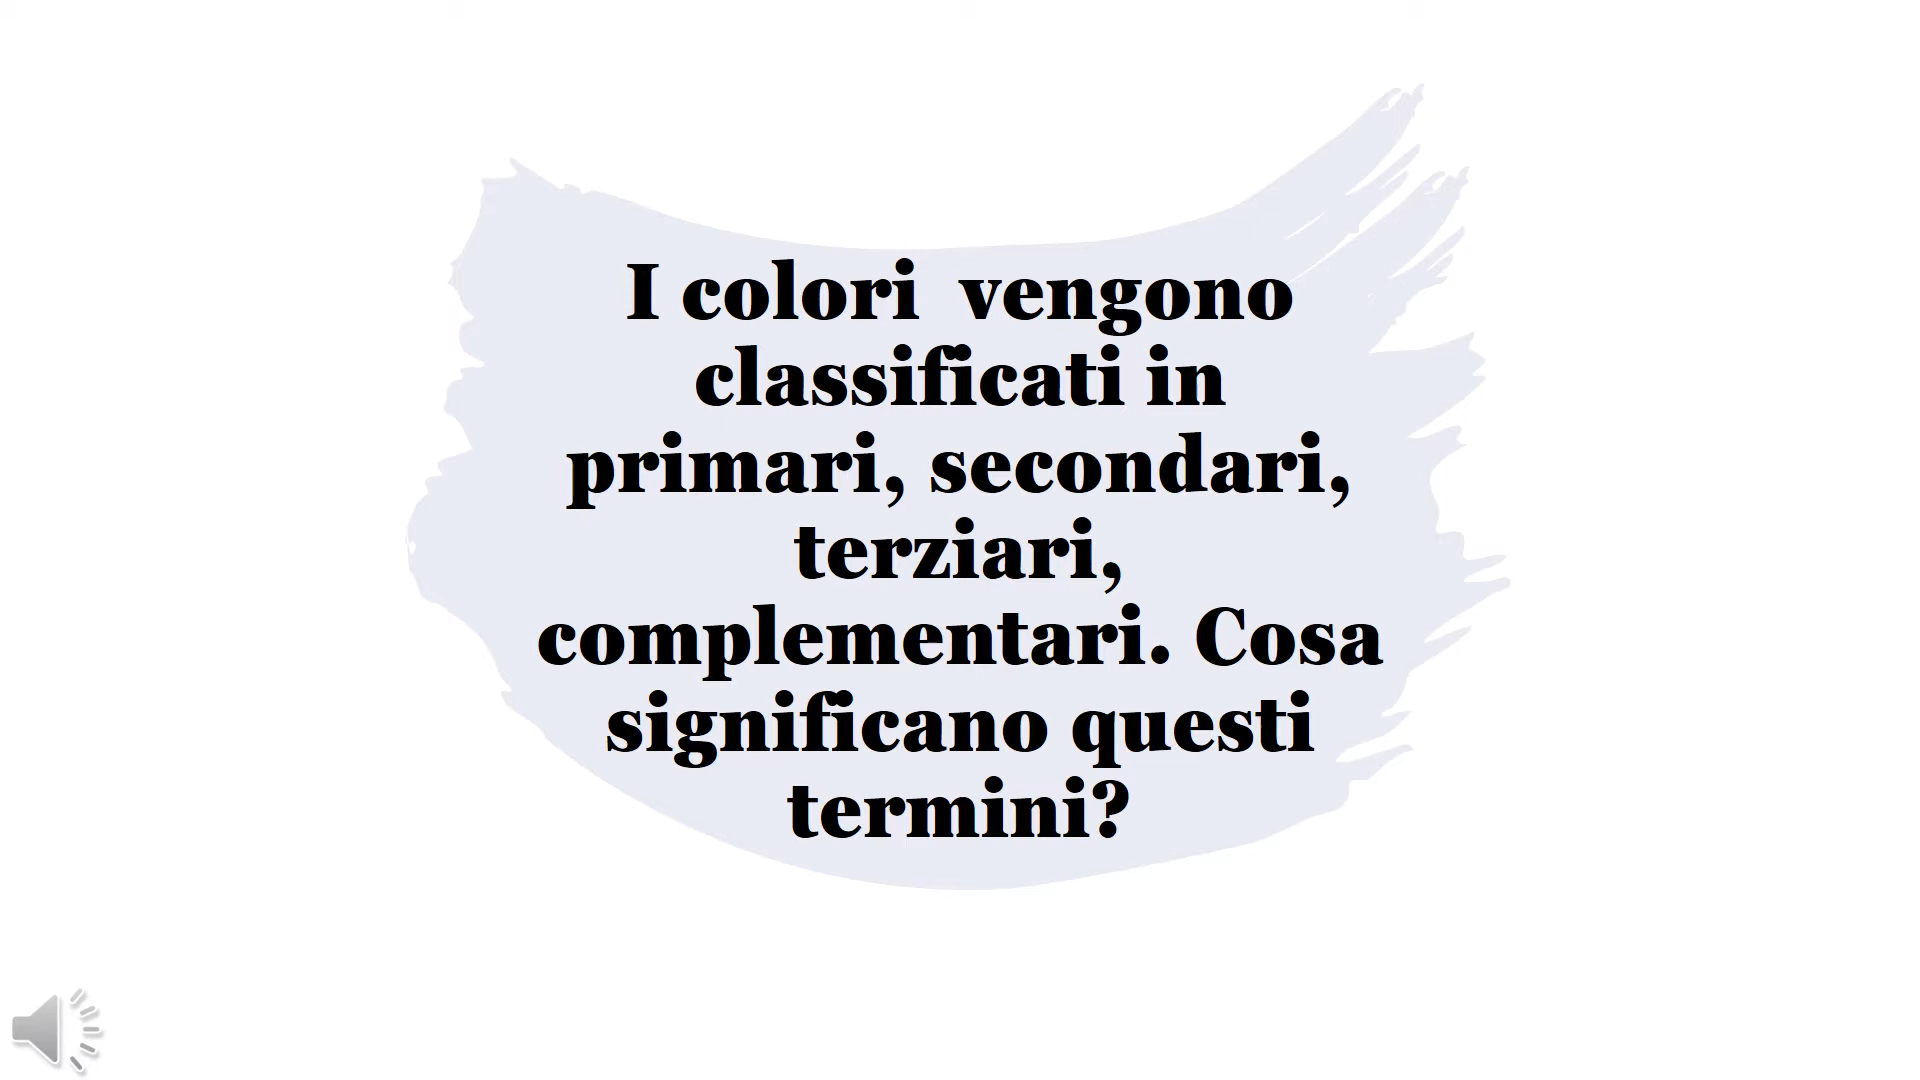 I colori  vengono
classificati in
primari, secondari,
terziari,
complementari. Cosa
significano questi
termini?